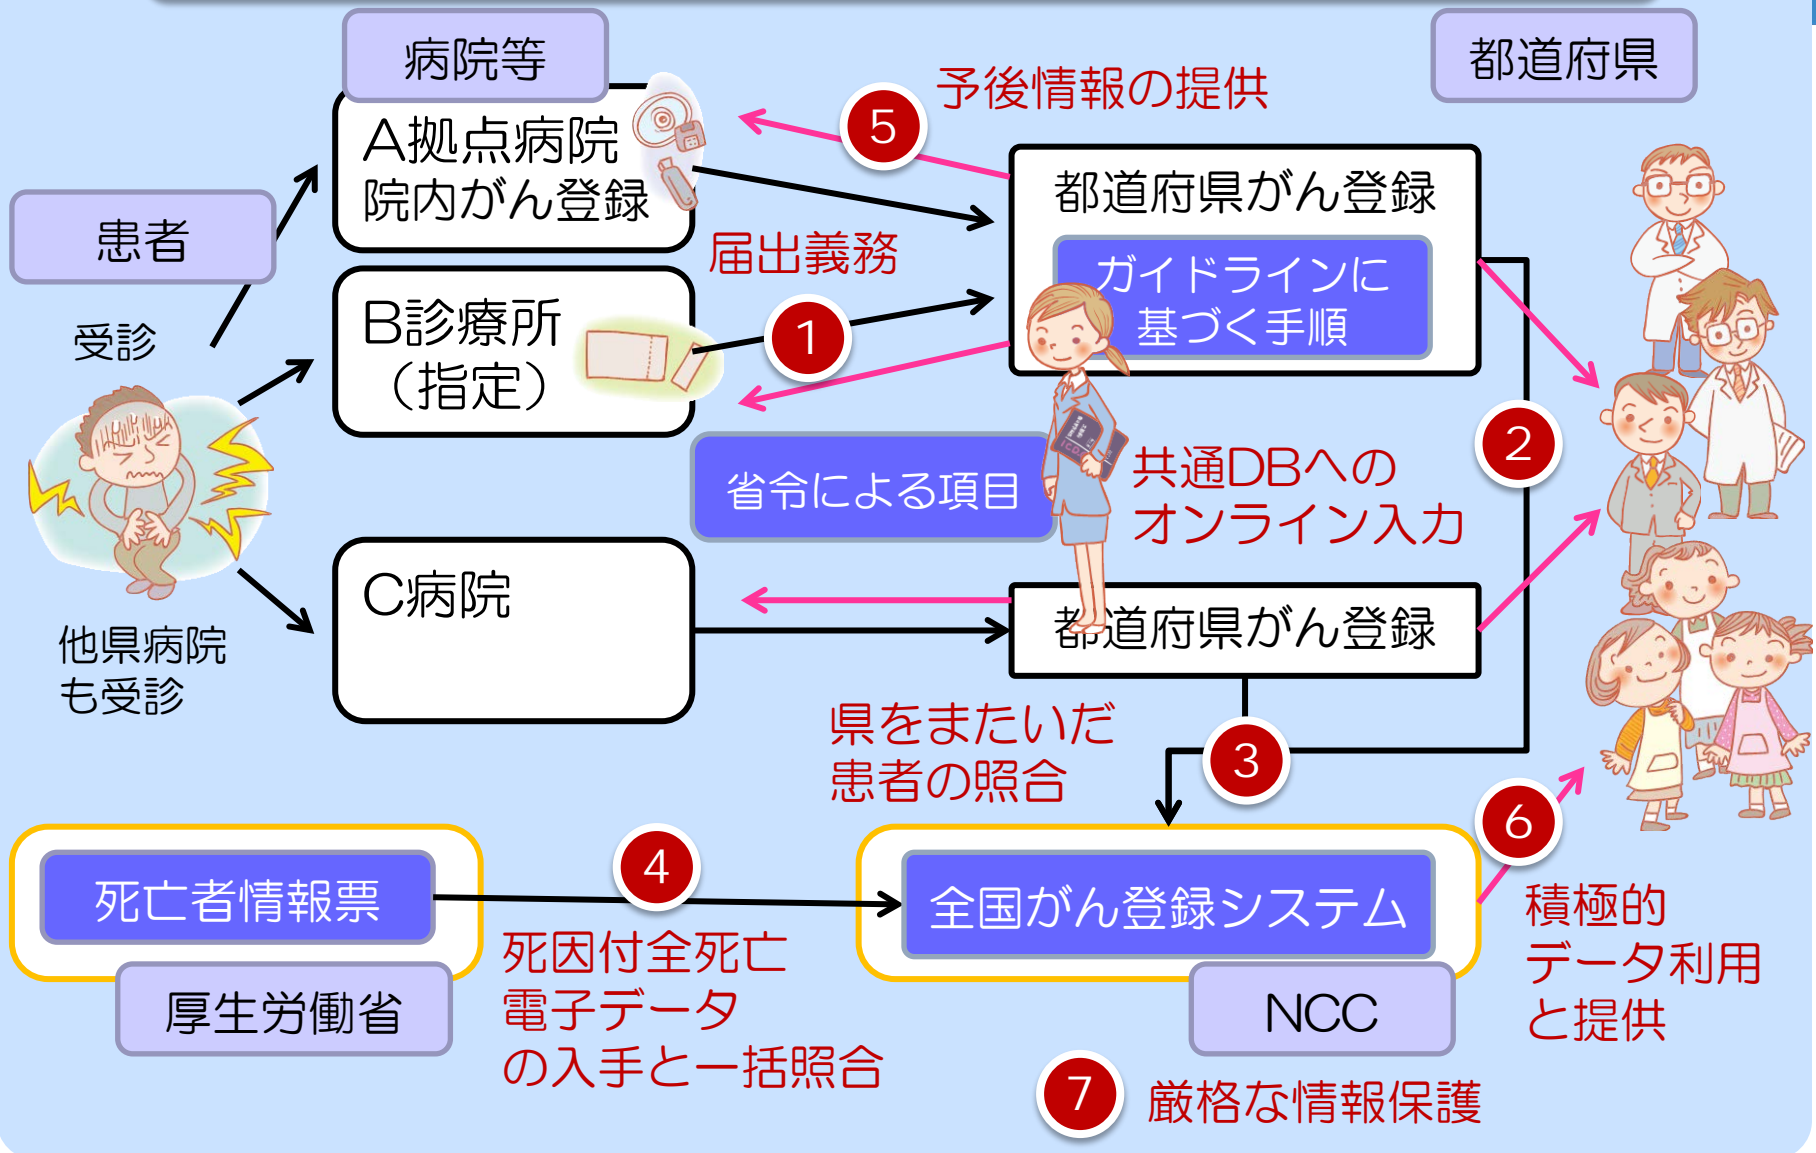 病院等
都道府県
5
予後情報の提供
A拠点病院
院内がん登録
患者
届出義務
都道府県がん登録
ガイドラインに
基づく手順
受診
B診療所
（指定）
1
2
省令による項目
共通DBへの
オンライン入力
C病院
都道府県がん登録
他県病院
も受診
県をまたいだ
患者の照合
3
6
死亡者情報票
4
全国がん登録システム
積極的
データ利用
と提供
厚生労働省
死因付全死亡
電子データ
の入手と一括照合
NCC
7
厳格な情報保護